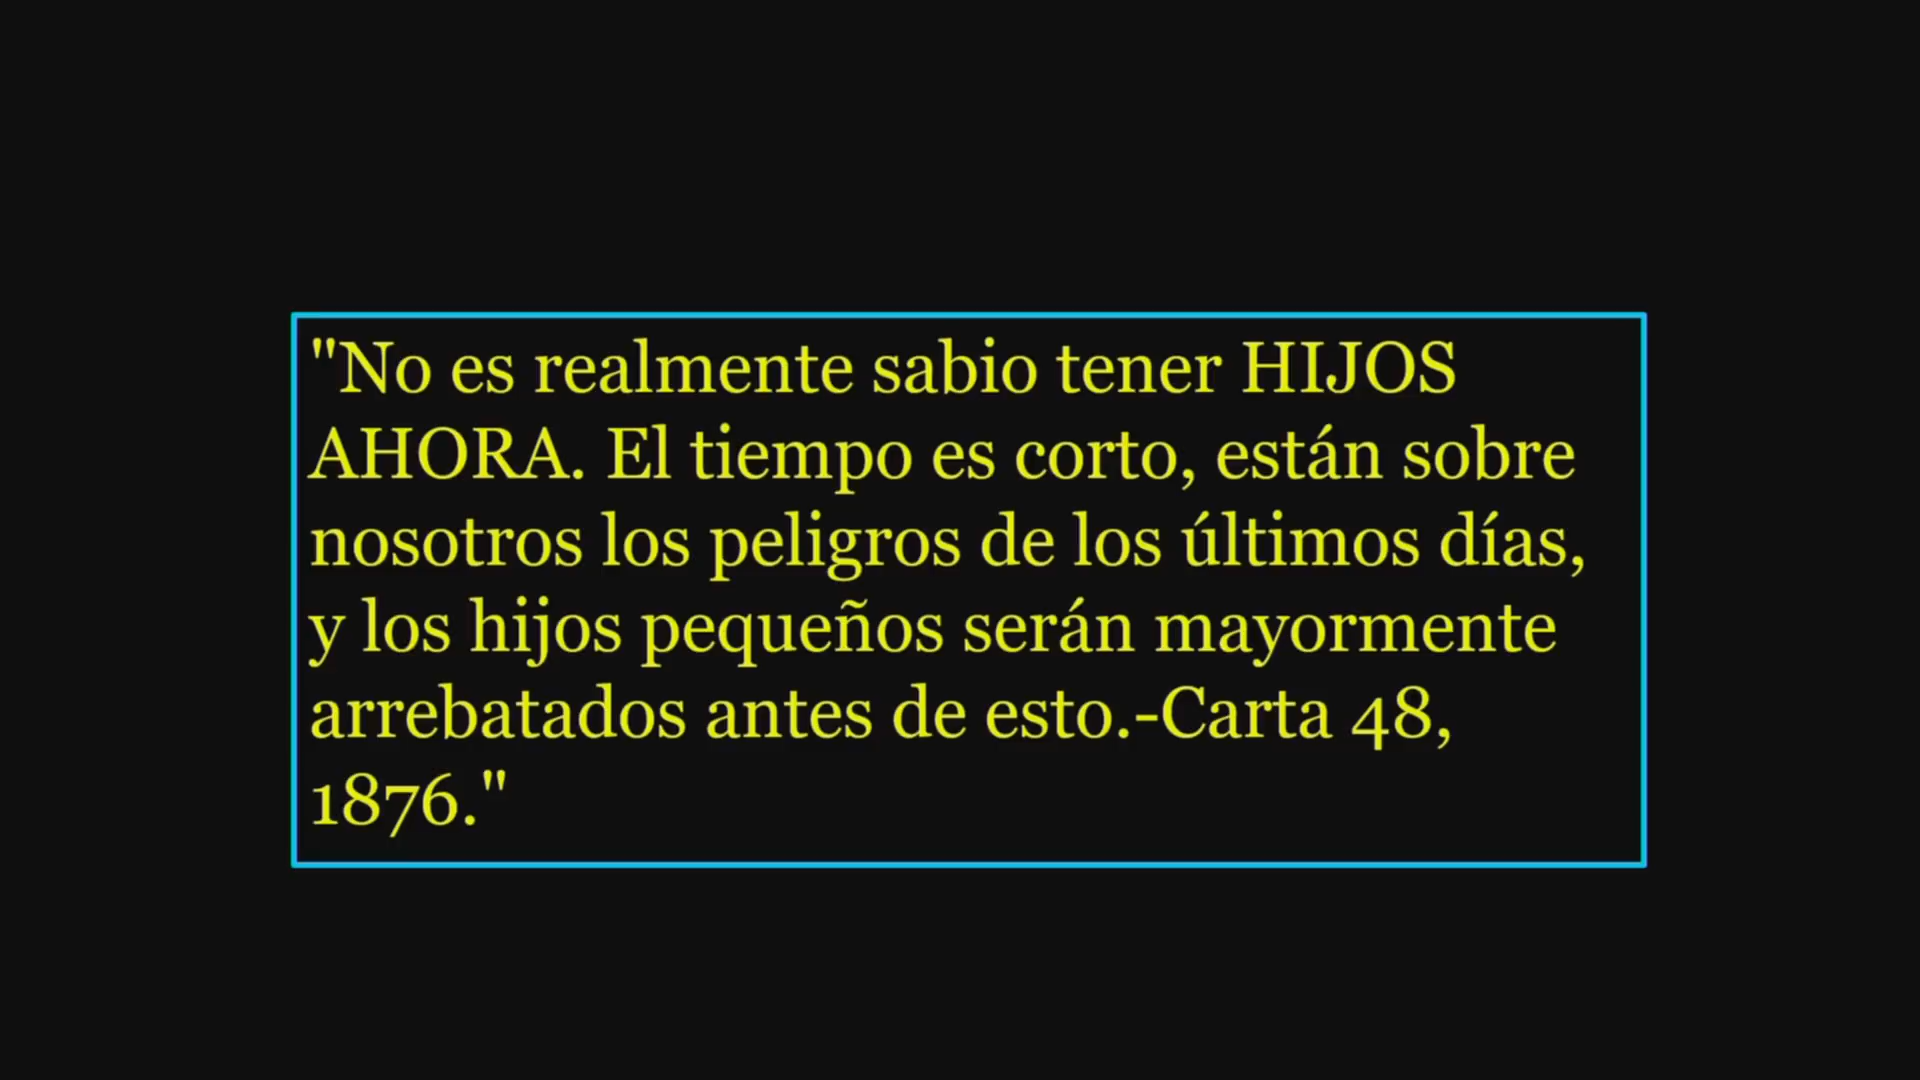 "No es realmente sabio tener HIJOS
AHORA. El tiempo es corto, están sobre
nosotros los peligros de los últimos días,
y los hijos pequeños serán mayormente
arrebatados antes de esto.-Carta 48,
1876."